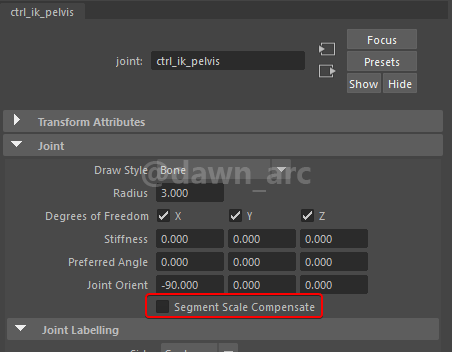 ctrl_ik_pelvis
joint: ctrl_ik_pelvis
Focus
Presets
Show Hide
Transform Attributes
Joint
Draw Style Bone
@dawn_arc
Radius 3.000
Degrees of Freedom X Y Z
Stiffness 0.000 0.000 0.000
Preferred Angle 0.000 0.000 0.000
Joint Orient -90.000 0.000 0.000
Segment Scale Compensate
Joint Labelling